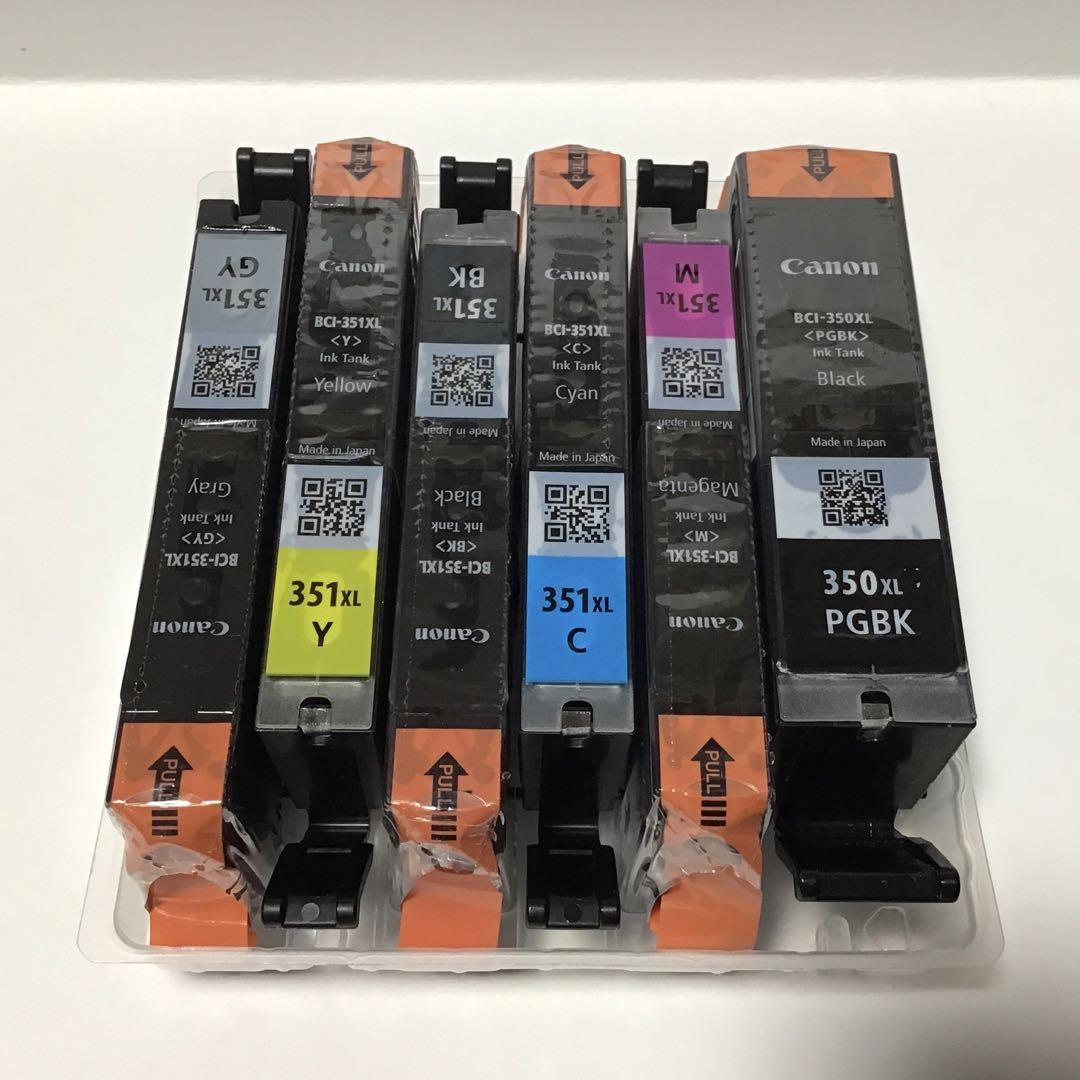 351XL
GY
Made in Japan
Gray
Ink Tank
<GY>
BCI-351XL
Canon
PULL
PULL
Canon
BCI-351XL
<Y>
Ink Tank
Yellow
Made in Japan
351XL
Y
351XL
BK
Made in Japan
Black
Ink Tank
<BK>
BCI-351XL
Canon
PULL
PULL
Canon
BCI-351XL
<C>
Ink Tank
Cyan
Made in Japan
351XL
C
351XL
M
Made in Japan
Magenta
Ink Tank
<M>
BCI-351XL
Canon
PULL
PULL
Canon
BCI-350XL
<PGBK>
Ink Tank
Black
Made in Japan
350XL
PGBK